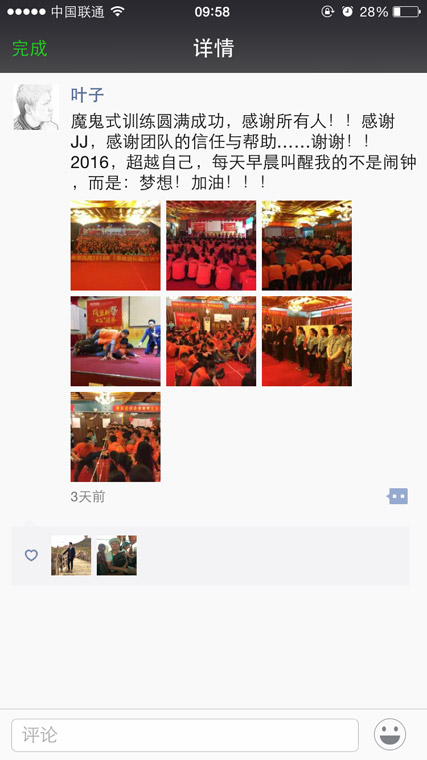 中国联通
09:58
28%
完成
详情
叶子
魔鬼式训练圆满成功，感谢所有人！！感谢
JJ，感谢团队的信任与帮助……谢谢！！
2016，超越自己，每天早晨叫醒我的不是闹钟
，而是：梦想！加油！！！
3天前
评论